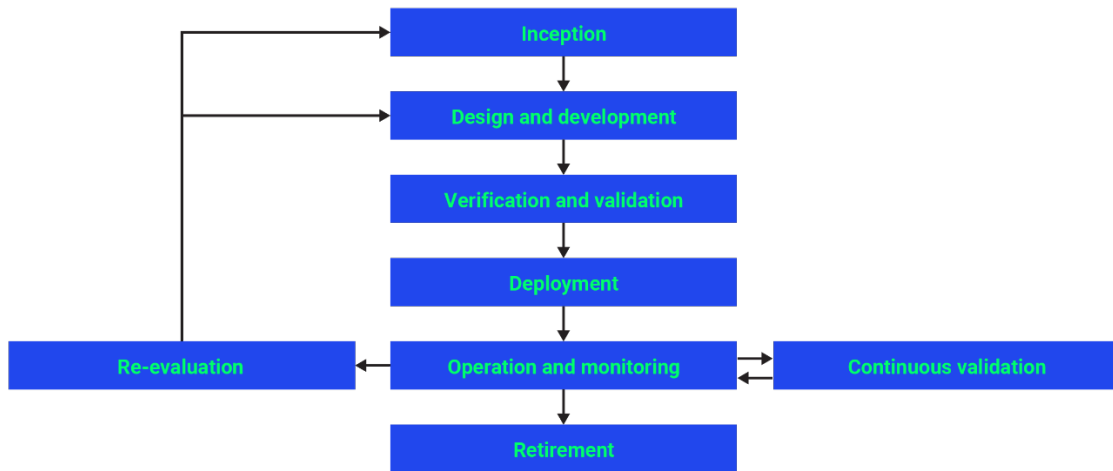 Inception
Design and development
Verification and validation
Deployment
Re-evaluation
Operation and monitoring
Continuous validation
Retirement